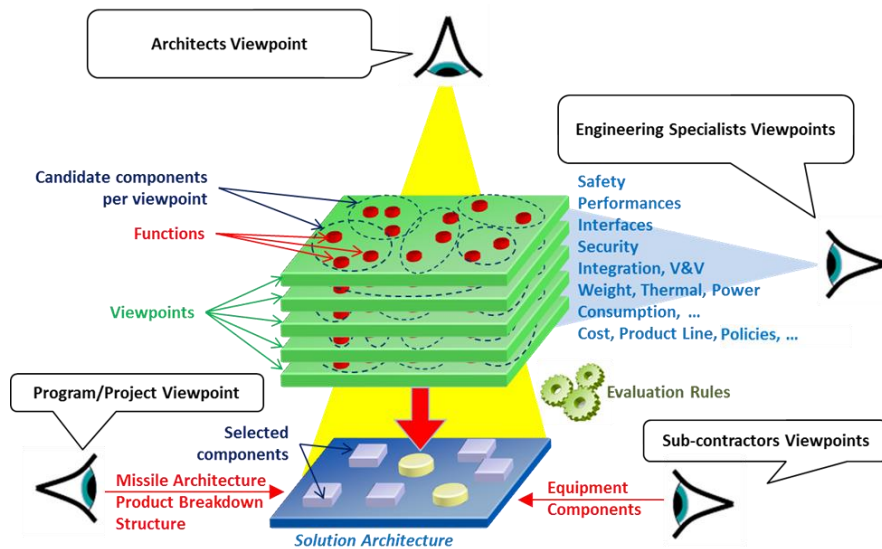 Architects Viewpoint
Engineering Specialists Viewpoints
Candidate components
per viewpoint
Functions
Viewpoints
Safety
Performances
Interfaces
Security
Integration, V&V
Weight, Thermal, Power
Consumption, ...
Cost, Product Line, Policies, ...
Program/Project Viewpoint
Evaluation Rules
Selected
components
Sub-contractors Viewpoints
Missile Architecture
Product Breakdown
Structure
Equipment
Components
Solution Architecture